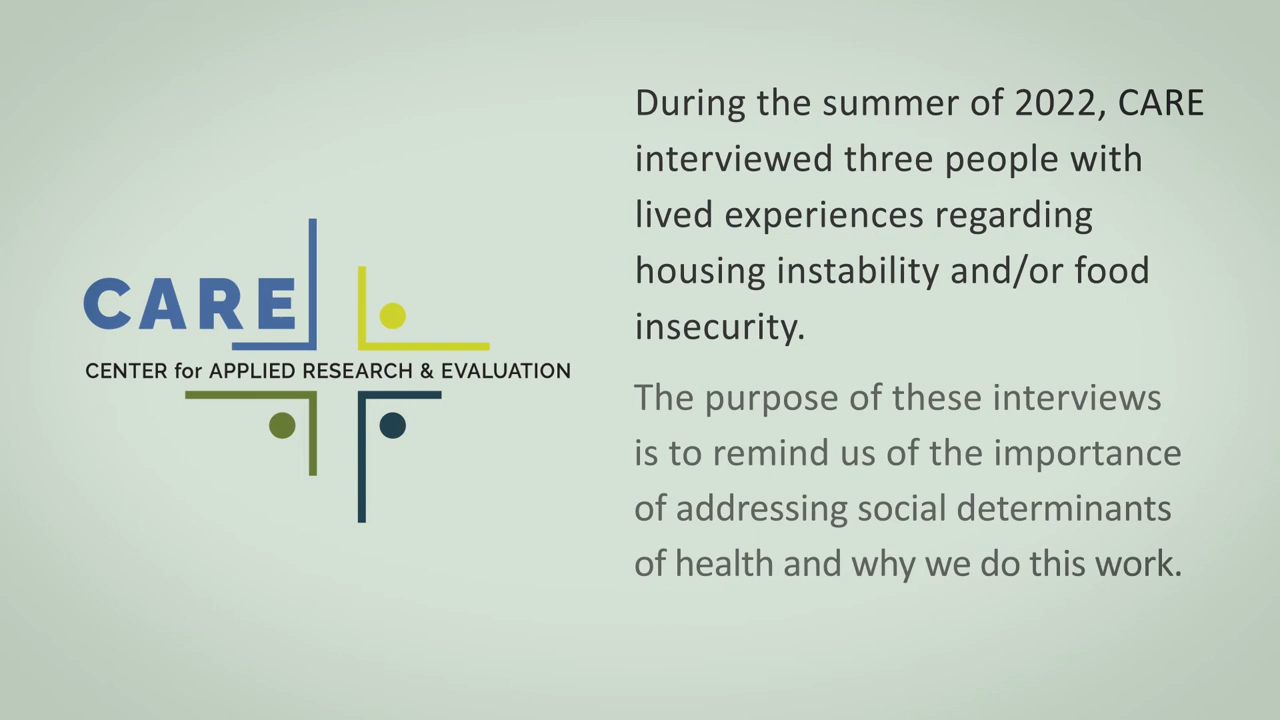 CARE
CENTER for APPLIED RESEARCH & EVALUATION
During the summer of 2022, CARE
interviewed three people with
lived experiences regarding
housing instability and/or food
insecurity.
The purpose of these interviews
is to remind us of the importance
of addressing social determinants
of health and why we do this work.